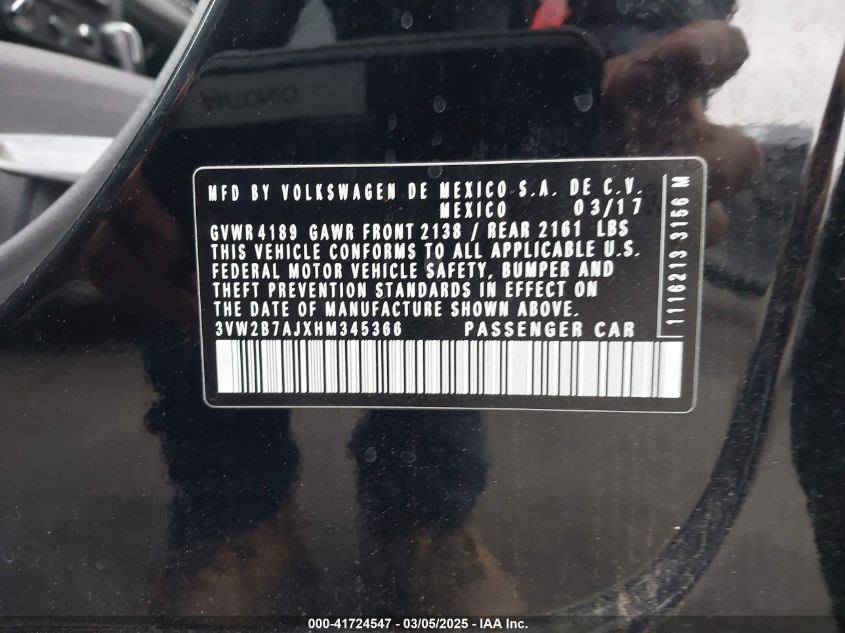 MFD BY VOLKSWAGEN DE MEXICO S.A. DE C.V.
MEXICO 03/17
GVWR 4189 GAWR FRONT 2138 / REAR 2161 LBS
THIS VEHICLE CONFORMS TO ALL APPLICABLE U.S.
FEDERAL MOTOR VEHICLE SAFETY, BUMPER AND
THEFT PREVENTION STANDARDS IN EFFECT ON
THE DATE OF MANUFACTURE SHOWN ABOVE.
3VW2B7AJXHM345366 PASSENGER CAR
1116213 3156 M
000-41724547 - 03/05/2025 - IAA Inc.